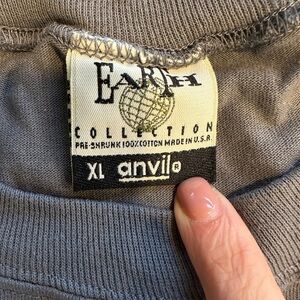 EARTH
COLLECTION
PRE-SHRUNK 100% COTTON MADE IN U.S.A.
XL anvil®